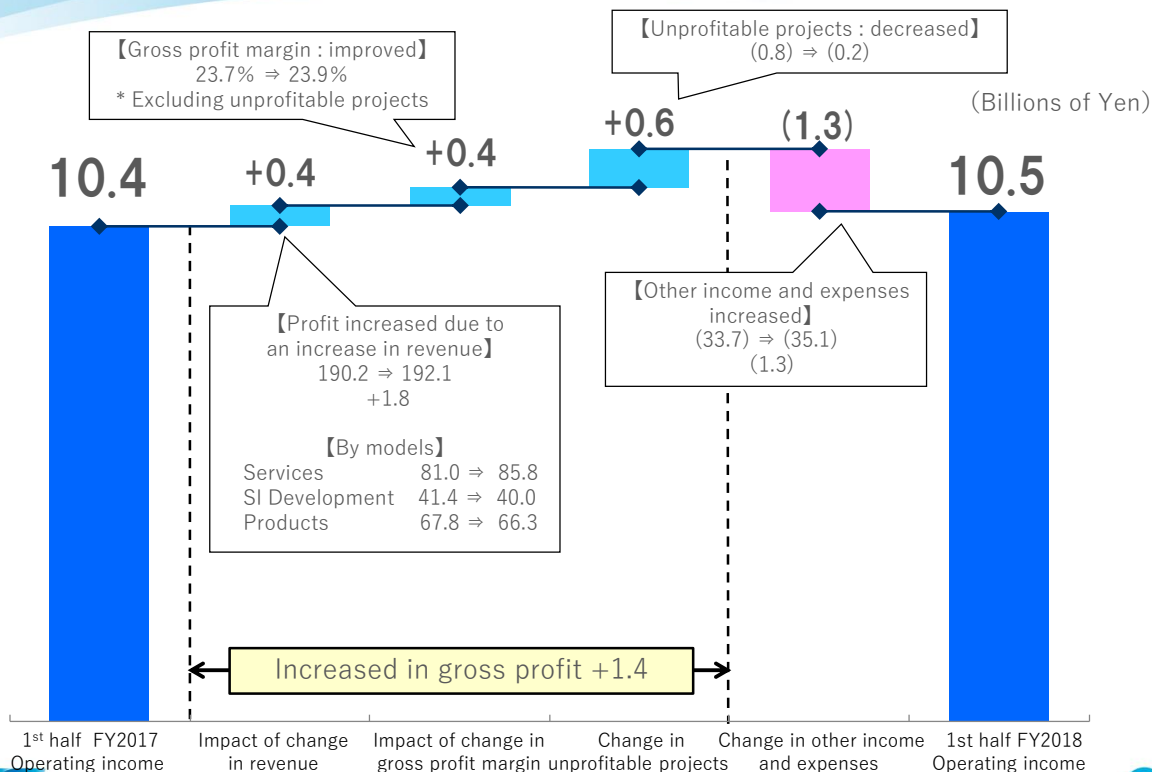 【Gross profit margin : improved】
23.7% ⇒ 23.9%
* Excluding unprofitable projects
【Unprofitable projects : decreased】
(0.8) ⇒ (0.2)
(Billions of Yen)
10.4
+0.4
+0.4
+0.6
(1.3)
10.5
【Profit increased due to
an increase in revenue】
190.2 ⇒ 192.1
+1.8
【By models】
Services 81.0 ⇒ 85.8
SI Development 41.4 ⇒ 40.0
Products 67.8 ⇒ 66.3
【Other income and expenses
increased】
(33.7) ⇒ (35.1)
(1.3)
Increased in gross profit +1.4
1st half FY2017
Operating income
Impact of change
in revenue
Impact of change in
gross profit margin
Change in
unprofitable projects
Change in other income
and expenses
1st half FY2018
Operating income